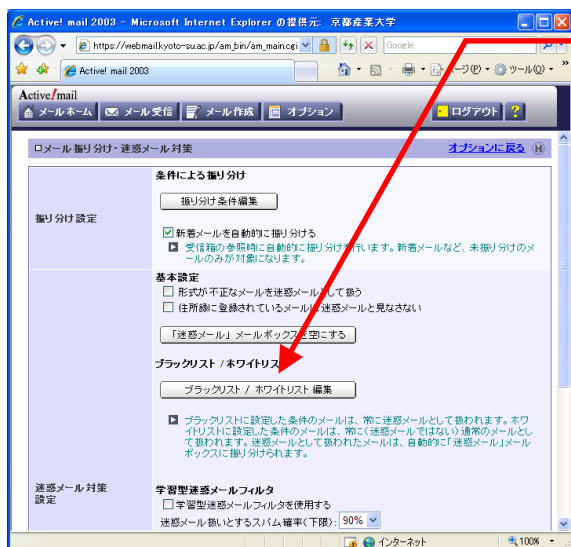 Active! mail 2003 - Microsoft Internet Explorer の提供元: 京都産業大学
https://webmail.kyoto-su.ac.jp/am_bin/am_main.cgi
Google
Active! mail 2003
ページ(P)
ツール(O)
Active!mail
メールホーム
メール受信
メール作成
オプション
ログアウト
?
メール振り分け・迷惑メール対策
オプションに戻る
H
条件による振り分け
振り分け条件編集
振り分け設定
新着メールを自動的に振り分ける
受信箱の参照時に自動的に振り分けを行います。新着メールなど、未振り分けのメ
ールのみが対象になります。
基本設定
形式が不正なメールを迷惑メールとして扱う
住所録に登録されているメールは迷惑メールと見なさない
「迷惑メール」メールボックスを空にする
ブラックリスト / ホワイトリス
ブラックリスト / ホワイトリスト 編集
ブラックリストに設定した条件のメールは、常に迷惑メールとして扱われます。ホワ
イトリストに設定した条件のメールは、常に(迷惑メールではない)通常のメールとし
て扱われます。迷惑メールとして扱われたメールは、自動的に「迷惑メール」メール
ボックスに振り分けられます。
迷惑メール対策
設定
学習型迷惑メールフィルタ
学習型迷惑メールフィルタを使用する
迷惑メール扱いとするスパム確率(下限): 90%
インターネット
100%